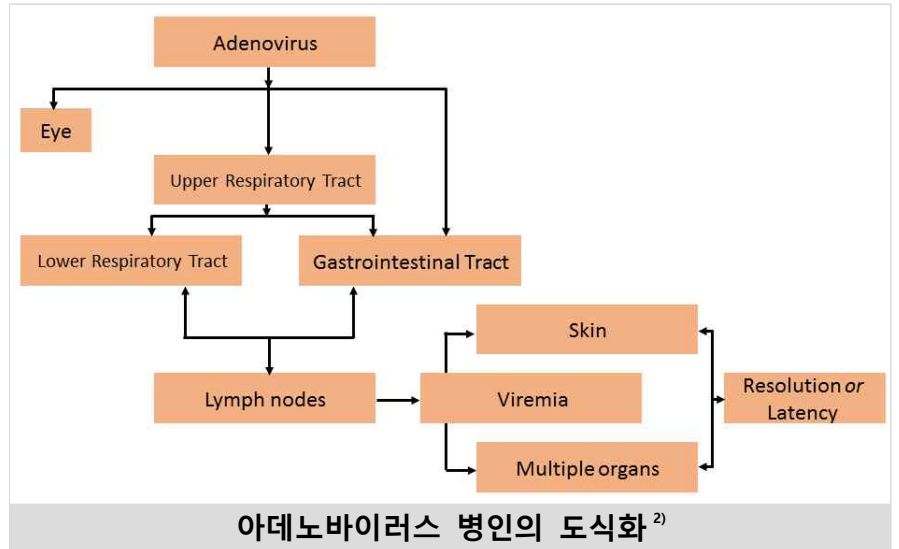 Adenovirus
Eye
Upper Respiratory Tract
Lower Respiratory Tract
Gastrointestinal Tract
Skin
Lymph nodes
Viremia
Resolution or
Latency
Multiple organs
아데노바이러스 병인의 도식화 2)